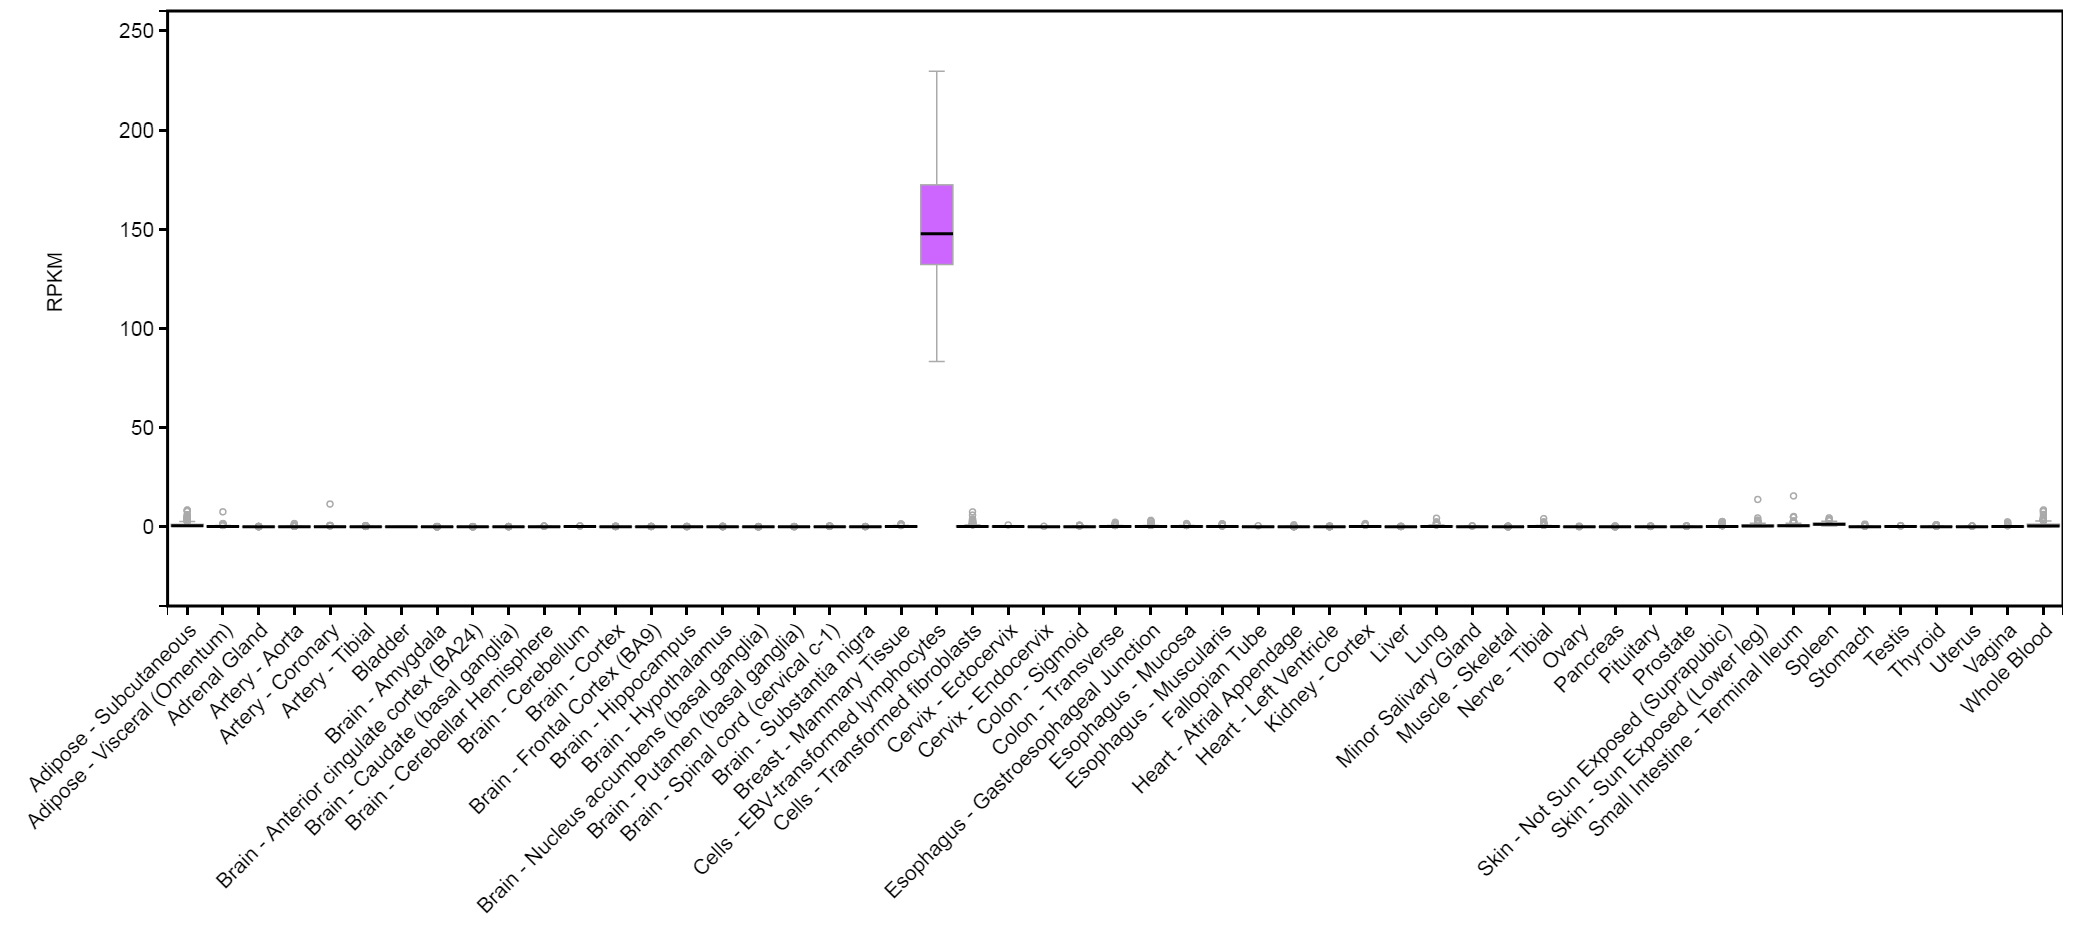 250
200
150
100
50
0
RPKM
Adipose - Subcutaneous
Adipose - Visceral (Omentum)
Adrenal Gland
Artery - Aorta
Artery - Coronary
Artery - Tibial
Bladder
Brain - Amygdala
Brain - Anterior cingulate cortex (BA24)
Brain - Caudate (basal ganglia)
Brain - Cerebellar Hemisphere
Brain - Cerebellum
Brain - Cortex
Brain - Frontal Cortex (BA9)
Brain - Hippocampus
Brain - Hypothalamus
Brain - Nucleus accumbens (basal ganglia)
Brain - Putamen (basal ganglia)
Brain - Spinal cord (cervical c-1)
Brain - Substantia nigra
Breast - Mammary Tissue
Cells - EBV-transformed lymphocytes
Cells - Transformed fibroblasts
Cervix - Ectocervix
Cervix - Endocervix
Colon - Sigmoid
Colon - Transverse
Esophagus - Gastroesophageal Junction
Esophagus - Mucosa
Esophagus - Muscularis
Fallopian Tube
Heart - Atrial Appendage
Heart - Left Ventricle
Kidney - Cortex
Liver
Lung
Minor Salivary Gland
Muscle - Skeletal
Nerve - Tibial
Ovary
Pancreas
Pituitary
Prostate
Skin - Not Sun Exposed (Suprapubic)
Skin - Sun Exposed (Lower leg)
Small Intestine - Terminal Ileum
Spleen
Stomach
Testis
Thyroid
Uterus
Vagina
Whole Blood